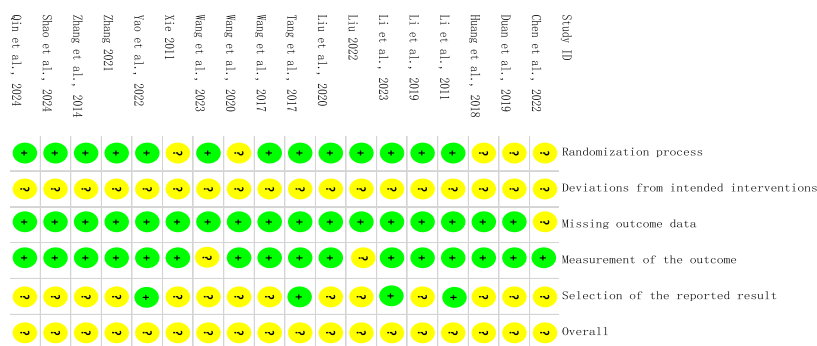 Study ID
Chen et al., 2022
Duan et al., 2019
Huang et al., 2018
Li et al., 2011
Li et al., 2019
Li et al., 2023
Liu 2022
Liu et al., 2020
Tang et al., 2017
Wang et al., 2017
Wang et al., 2020
Wang et al., 2023
Xie 2011
Yao et al., 2022
Zhang 2021
Zhang et al., 2014
Shao et al., 2024
Qin et al., 2024
+ + + + + ? + ? + + + + + + + ? ? ? Randomization process
? ? ? ? ? ? ? ? ? ? ? ? ? ? ? ? ? ? Deviations from intended interventions
+ + + + + + + + + + + + + + + + + ? Missing outcome data
+ + + + + + ? + + + + ? + + + + + + Measurement of the outcome
? ? ? ? + ? ? ? ? + ? ? + ? + ? ? ? Selection of the reported result
? ? ? ? ? ? ? ? ? ? ? ? ? ? ? ? ? ? Overall